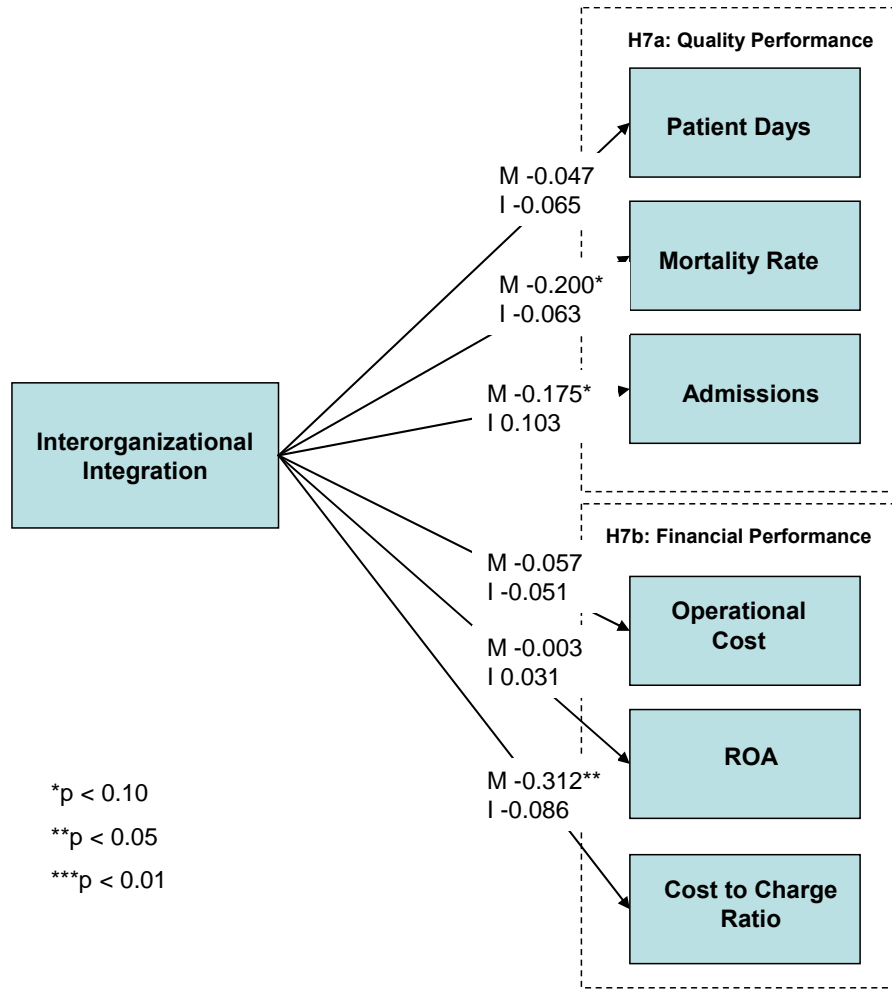 H7a: Quality Performance
Patient Days
M -0.047
I -0.065
Mortality Rate
M -0.200*
I -0.063
Admissions
M -0.175*
I 0.103
Interorganizational
Integration
H7b: Financial Performance
M -0.057
I -0.051
Operational
Cost
M -0.003
I 0.031
ROA
M -0.312**
I -0.086
Cost to Charge
Ratio
*p < 0.10
**p < 0.05
***p < 0.01